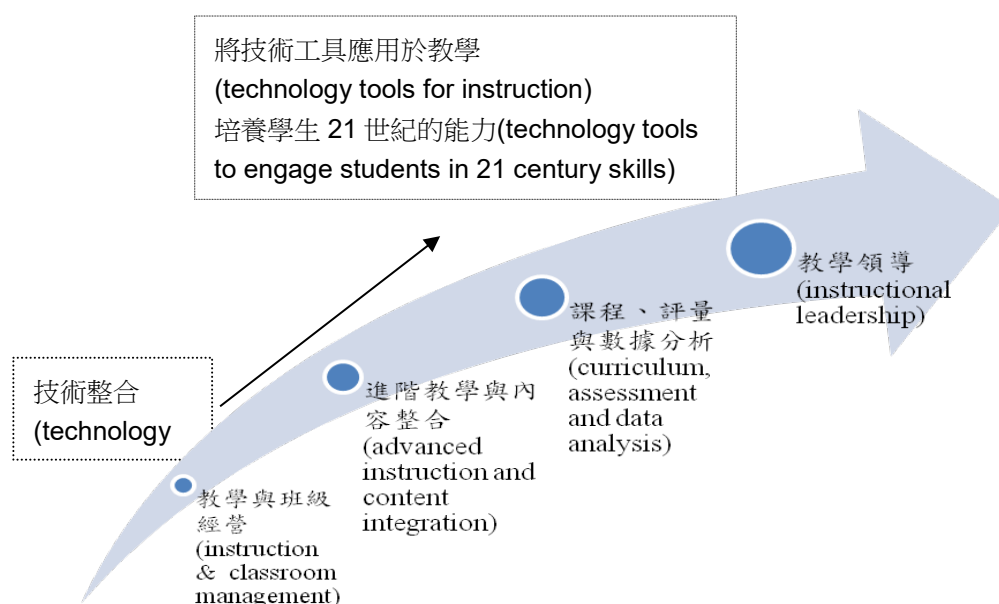 將技術工具應用於教學
(technology tools for instruction)
培養學生 21 世紀的能力(technology tools
to engage students in 21 century skills)
技術整合
(technology
教學與班級
經營
(instruction
& classroom
management)
進階教學與內
容整合
(advanced
instruction and
content
integration)
課程、評量
與數據分析
(curriculum,
assessment
and data
analysis)
教學領導
(instructional
leadership)